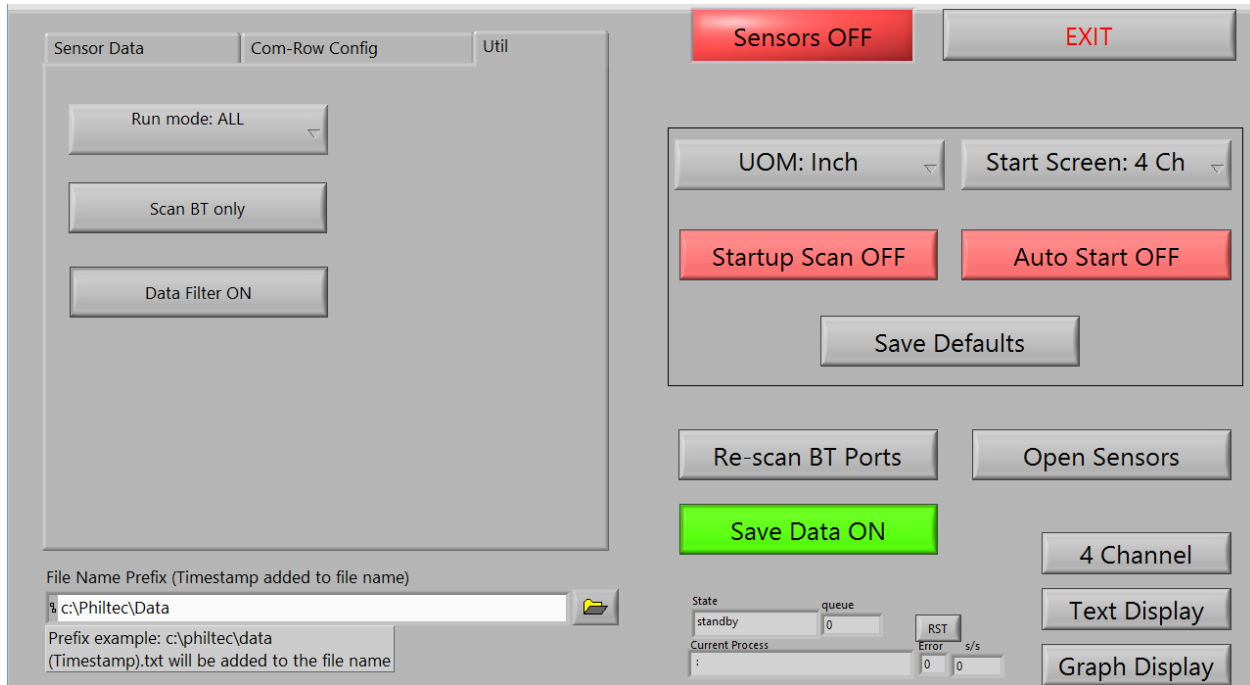 Sensor Data
Com-Row Config
Util
Sensors OFF
EXIT
Run mode: ALL
Scan BT only
Data Filter ON
UOM: Inch
Start Screen: 4 Ch
Startup Scan OFF
Auto Start OFF
Save Defaults
Re-scan BT Ports
Open Sensors
Save Data ON
4 Channel
Text Display
Graph Display
File Name Prefix (Timestamp added to file name)
c:\Philtec\Data
Prefix example: c:\philtec\data
(Timestamp).txt will be added to the file name
State
queue
standby
0
RST
Current Process
Error
s/s
:
0
0